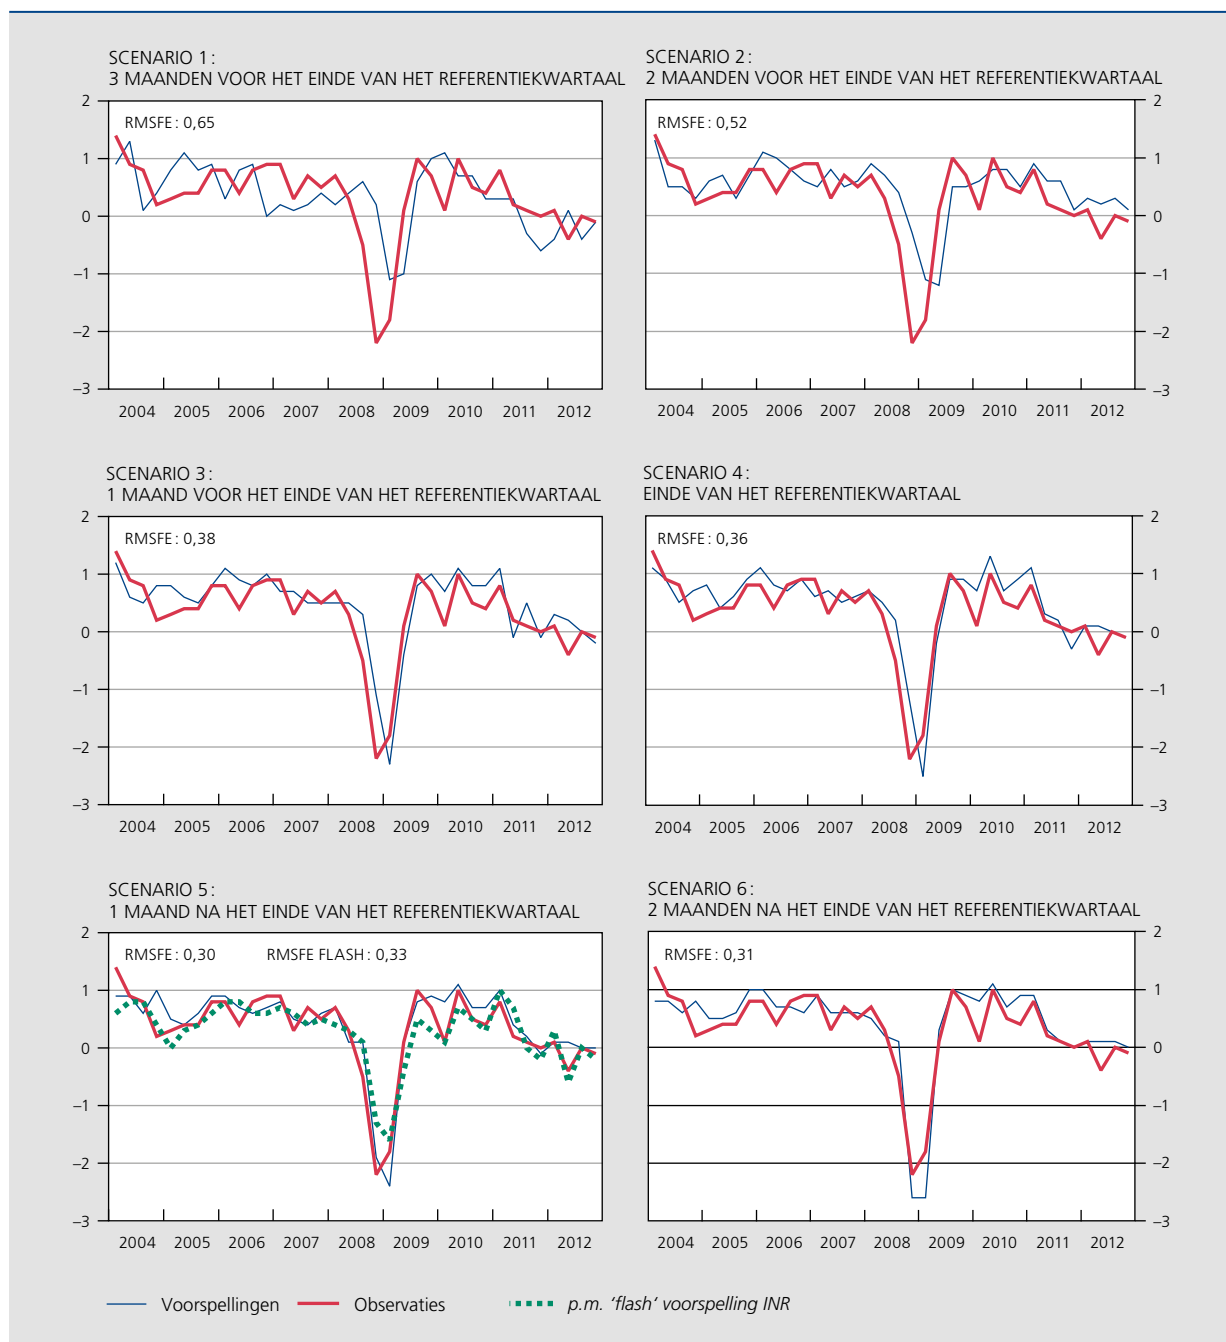 SCENARIO 1:
3 MAANDEN VOOR HET EINDE VAN HET REFERENTIEKWARTAAL
RMSFE: 0,65
2
1
0
–1
–2
–3
2004 2005 2006 2007 2008 2009 2010 2011 2012
SCENARIO 2:
2 MAANDEN VOOR HET EINDE VAN HET REFERENTIEKWARTAAL
RMSFE: 0,52
2
1
0
–1
–2
–3
2004 2005 2006 2007 2008 2009 2010 2011 2012
SCENARIO 3:
1 MAAND VOOR HET EINDE VAN HET REFERENTIEKWARTAAL
RMSFE: 0,38
2
1
0
–1
–2
–3
2004 2005 2006 2007 2008 2009 2010 2011 2012
SCENARIO 4:
EINDE VAN HET REFERENTIEKWARTAAL
RMSFE: 0,36
2
1
0
–1
–2
–3
2004 2005 2006 2007 2008 2009 2010 2011 2012
SCENARIO 5:
1 MAAND NA HET EINDE VAN HET REFERENTIEKWARTAAL
RMSFE: 0,30 RMSFE FLASH: 0,33
2
1
0
–1
–2
–3
2004 2005 2006 2007 2008 2009 2010 2011 2012
SCENARIO 6:
2 MAANDEN NA HET EINDE VAN HET REFERENTIEKWARTAAL
RMSFE: 0,31
2
1
0
–1
–2
–3
2004 2005 2006 2007 2008 2009 2010 2011 2012
Voorspellingen Observaties p.m. 'flash' voorspelling INR